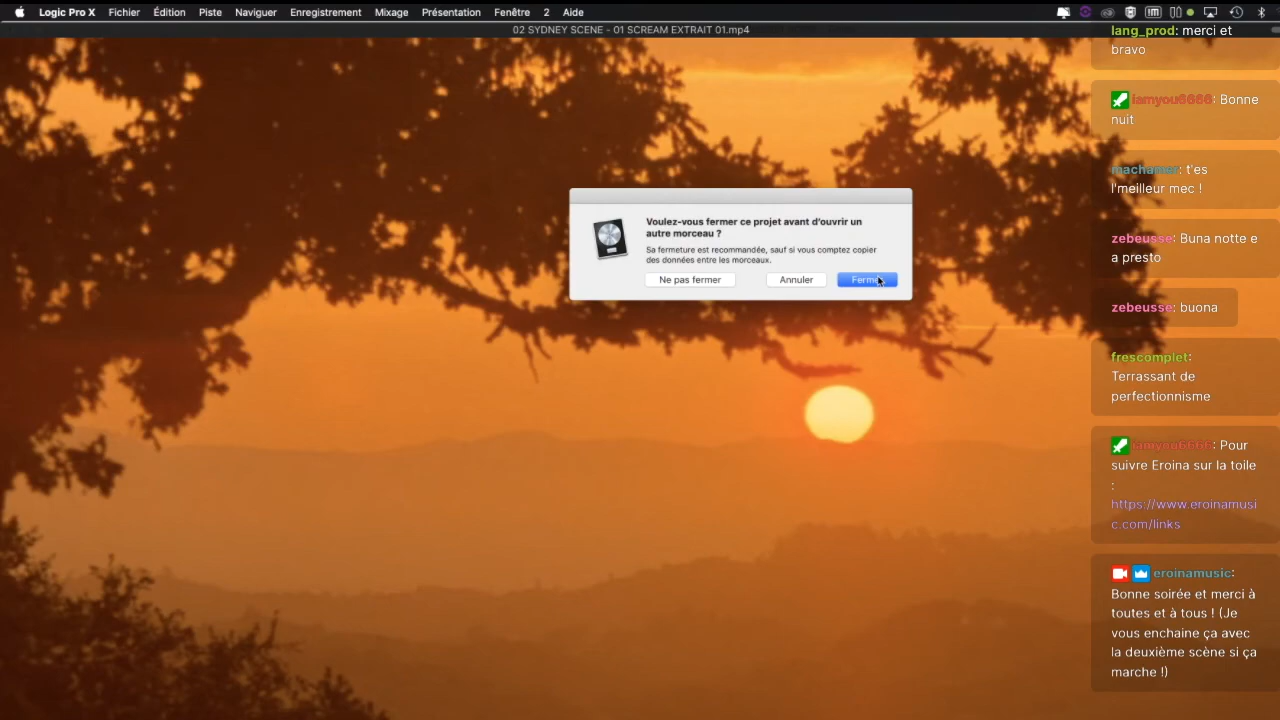 Logic Pro X Fichier Édition Piste Naviguer Enregistrement Mixage Présentation Fenêtre 2 Aide
02 SYDNEY SCENE - 01 SCREAM EXTRAIT 01.mp4
Voulez-vous fermer ce projet avant d'ouvrir un
autre morceau ?
Sa fermeture est recommandée, sauf si vous comptez copier
des données entre les morceaux.
Ne pas fermer Annuler Fermer
lang_prod: merci et
bravo
iamyou6666: Bonne
nuit
machamer: t'es
l'meilleur mec !
zebeusse: Buna notte e
a presto
zebeusse: buona
frescomplet:
Terrassant de
perfectionnisme
iamyou6666: Pour
suivre Eroina sur la toile
:
https://www.eroinamusi
c.com/links
eroinamusic:
Bonne soirée et merci à
toutes et à tous ! (Je
vous enchaine ça avec
la deuxième scène si ça
marche !)